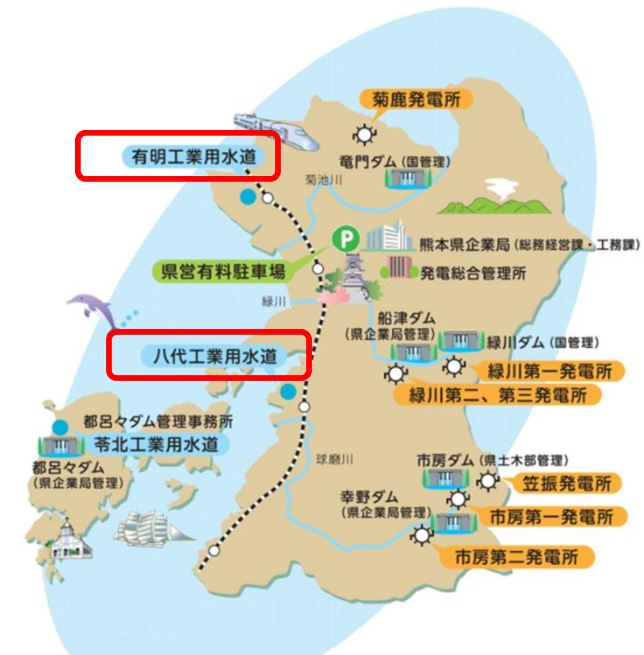 菊鹿発電所
有明工業用水道
竜門ダム（国管理）
菊池川
P
熊本県企業局（総務経営課・工務課）
県営有料駐車場
発電総合管理所
緑川
船津ダム
（県企業局管理）
緑川ダム（国管理）
八代工業用水道
緑川第一発電所
緑川第二、第三発電所
都呂々ダム管理事務所
苓北工業用水道
都呂々ダム
（県企業局管理）
球磨川
市房ダム（県土木部管理）
笠振発電所
幸野ダム
（県企業局管理）
市房第一発電所
市房第二発電所